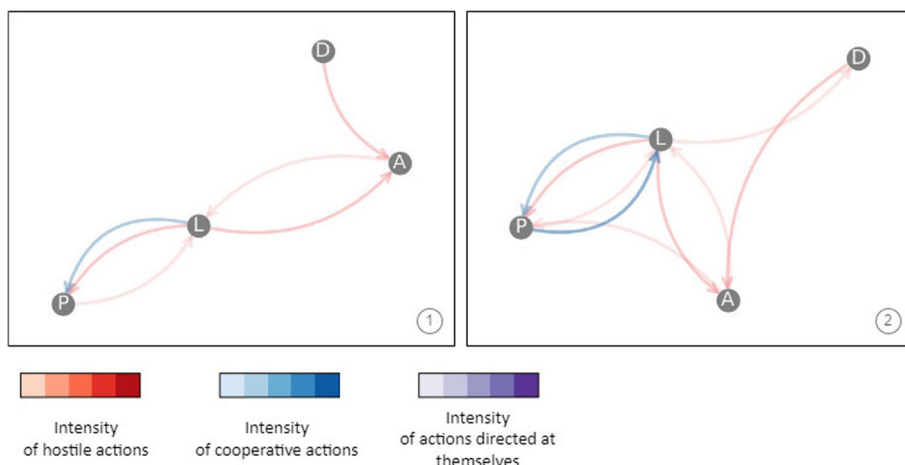 D
A
L
P
1
D
L
P
A
2
Intensity
of hostile actions
Intensity
of cooperative actions
Intensity
of actions directed at
themselves